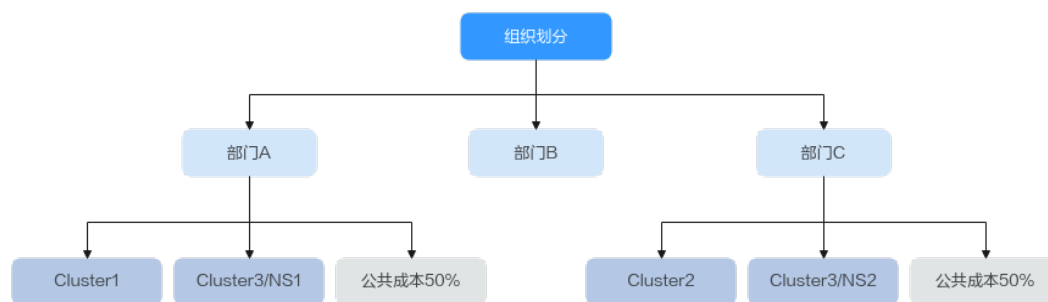 组织划分
部门A
部门B
部门C
Cluster1
Cluster3/NS1
公共成本50%
Cluster2
Cluster3/NS2
公共成本50%